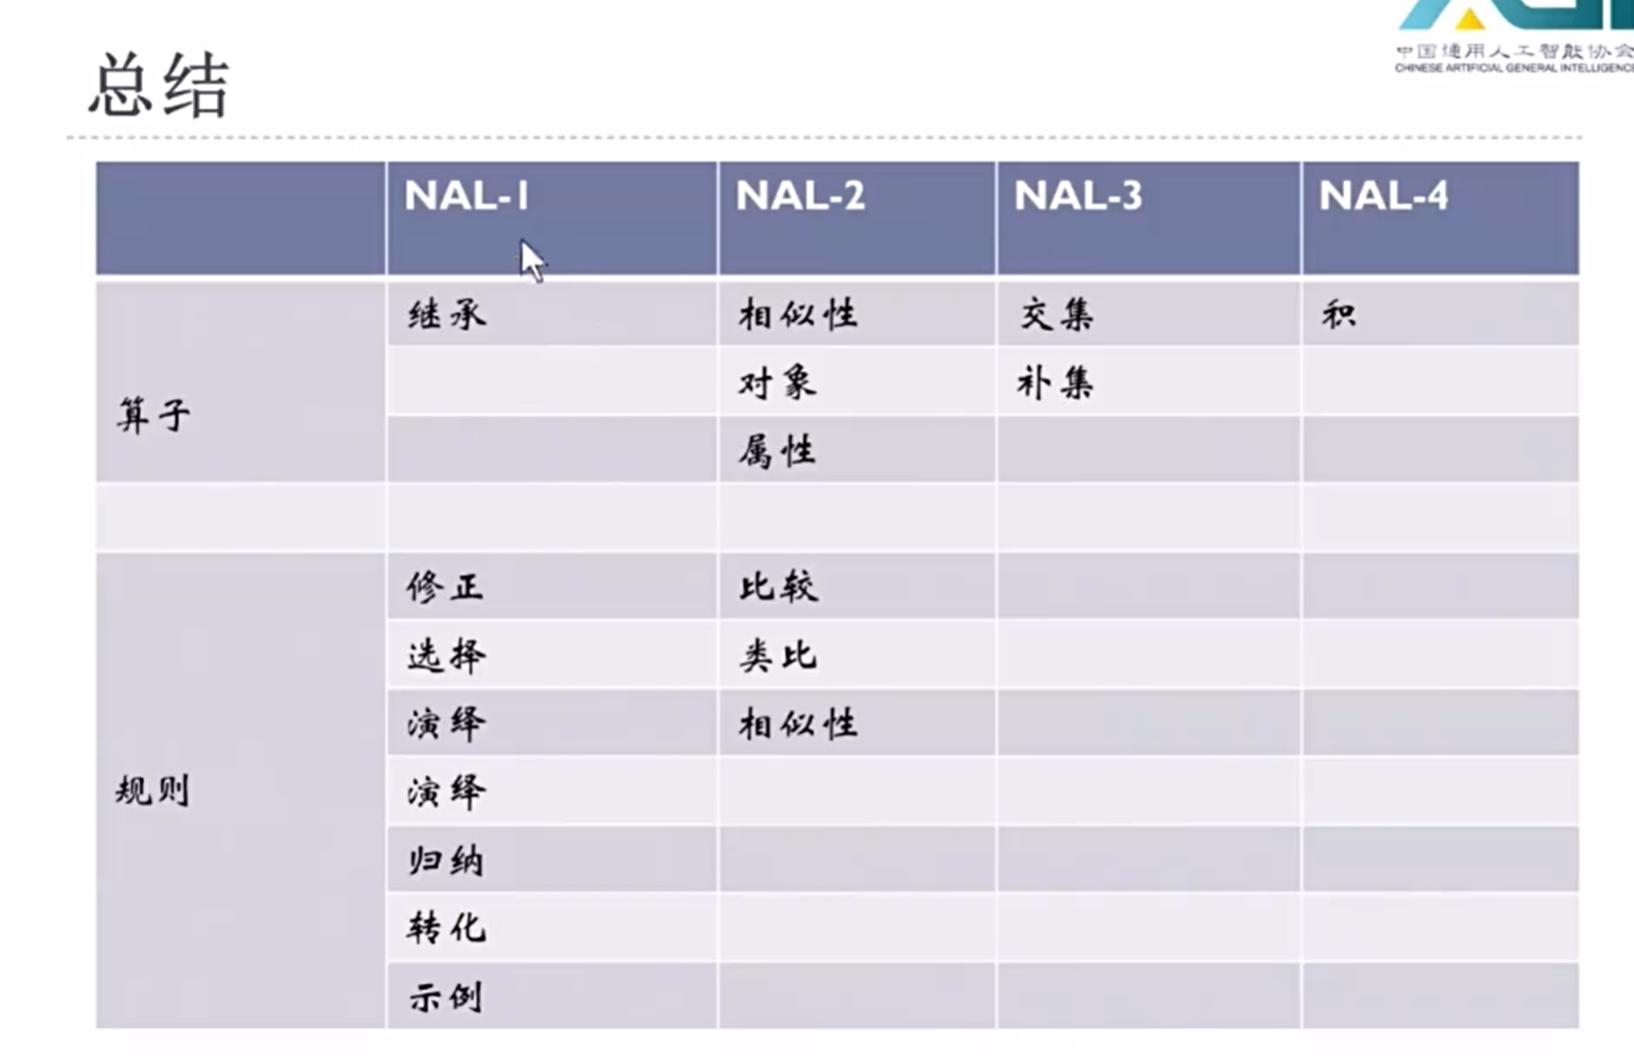 中国通用人工智能协会
CHINESE ARTIFICIAL GENERAL INTELLIGENCE
总结
NAL-1 NAL-2 NAL-3 NAL-4
算子
继承 相似性 交集 积
对象 补集
属性
规则
修正 比较
选择 类比
演绎 相似性
演绎
归纳
转化
示例